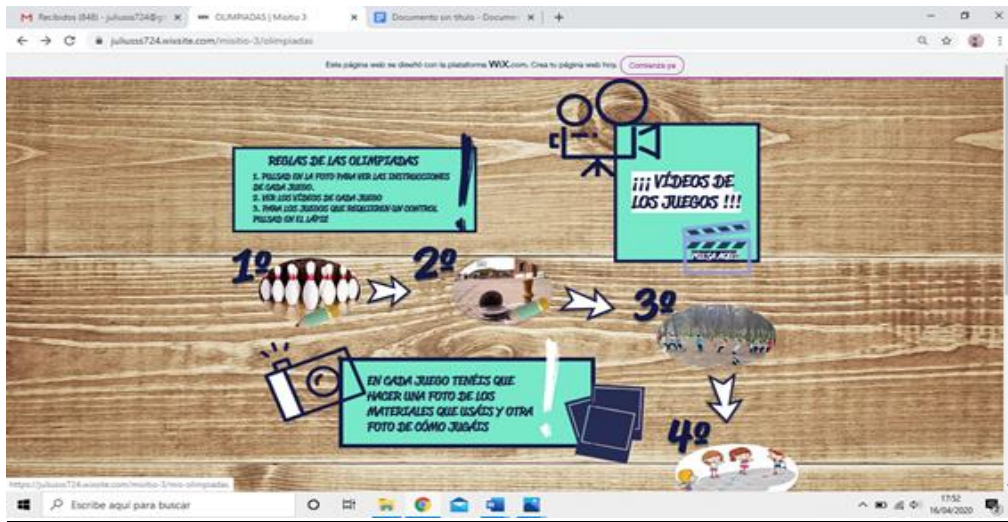 Recibidos (848) - juliusss724@g
OLIMPIADAS | Misitio 3
Documento sin título - Docume
juliusss724.wixsite.com/misitio-3/olimpiadas
Este página web se diseñó con la plataforma WiX.com. Crea tu página web hoy. Comienza ya
REGLAS DE LAS OLIMPIADAS
1. PULSAD EN LA FOTO PARA VER LAS INSTRUCCIONES
DE CADA JUEGO.
2. VER LOS VÍDEOS DE CADA JUEGO
3. PARA LOS JUEGOS QUE REQUIEREN UN CONTROL
PULSAD EN EL LÁPIZ
¡¡¡ VÍDEOS DE
LOS JUEGOS !!!
PULSA AQUÍ
1º
2º
3º
EN CADA JUEGO TENÉIS QUE
HACER UNA FOTO DE LOS
MATERIALES QUE USÁIS Y OTRA
FOTO DE CÓMO JUGÁIS
4º
https://juliusss724.wixsite.com/misitio-3/mis-olimpiadas
Escribe aquí para buscar
17:52
16/04/2020